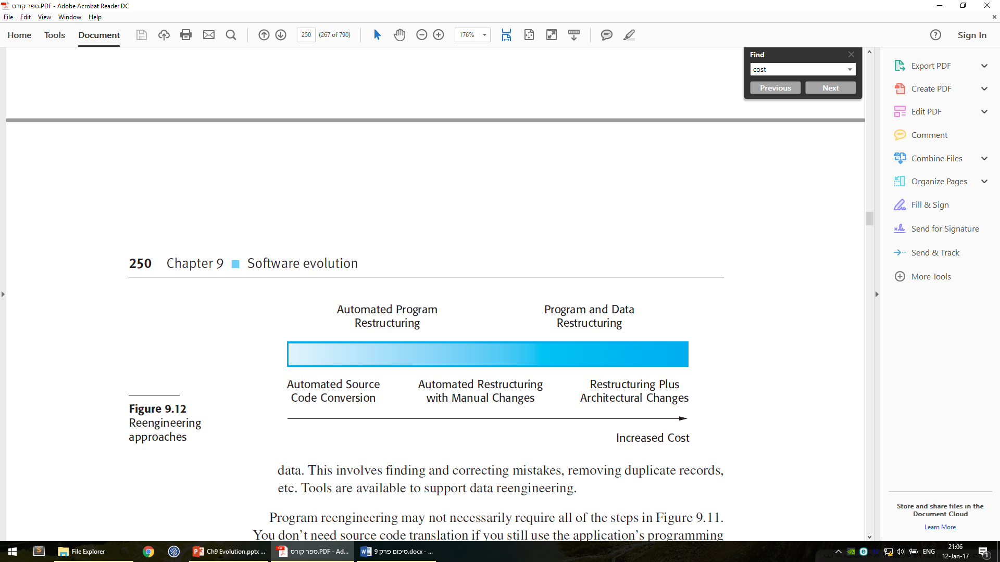 ספר קורס.PDF - Adobe Acrobat Reader DC
File Edit View Window Help
Home Tools Document 250 (267 of 790) 176% Sign In
Find
cost
Previous Next
Export PDF
Create PDF
Edit PDF
Comment
Combine Files
Organize Pages
Fill & Sign
Send for Signature
Send & Track
More Tools
Store and share files in the
Document Cloud
Learn More
250 Chapter 9 Software evolution
Automated Program
Restructuring
Program and Data
Restructuring
Automated Source
Code Conversion
Automated Restructuring
with Manual Changes
Restructuring Plus
Architectural Changes
Increased Cost
Figure 9.12
Reengineering
approaches
data. This involves finding and correcting mistakes, removing duplicate records,
etc. Tools are available to support data reengineering.
Program reengineering may not necessarily require all of the steps in Figure 9.11.
You don’t need source code translation if you still use the application’s programming
File Explorer
Ch9 Evolution.pptx ...
ספר קורס.PDF - Ad...
סיכום פרק 9.docx - ...
ENG
21:06
12-Jan-17
1